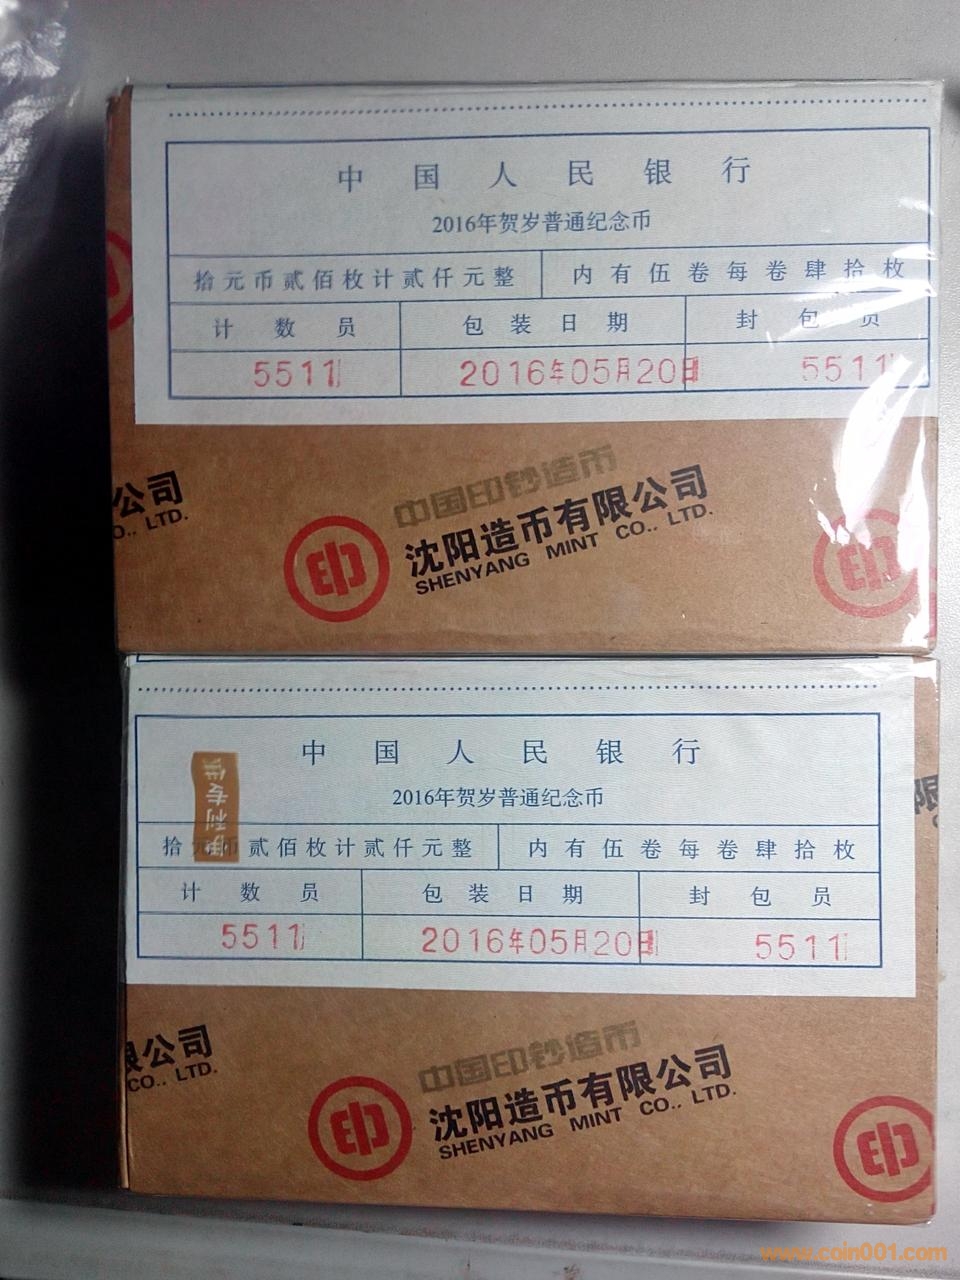 中国人民银行
2016年贺岁普通纪念币
拾元币贰佰枚计贰仟元整 内有伍卷每卷肆拾枚
计数员 包装日期 封包员
5511 2016年05月20日 5511
公司
O., LTD.
中国印钞造币
沈阳造币有限公司
SHENYANG MINT CO., LTD.
中国人民银行
2016年贺岁普通纪念币
伊利专供
拾元币贰佰枚计贰仟元整 内有伍卷每卷肆拾枚
计数员 包装日期 封包员
5511 2016年05月20日 5511
限公司
CO., LTD.
中国印钞造币
沈阳造币有限公司
SHENYANG MINT CO., LTD.
www.coin001.com